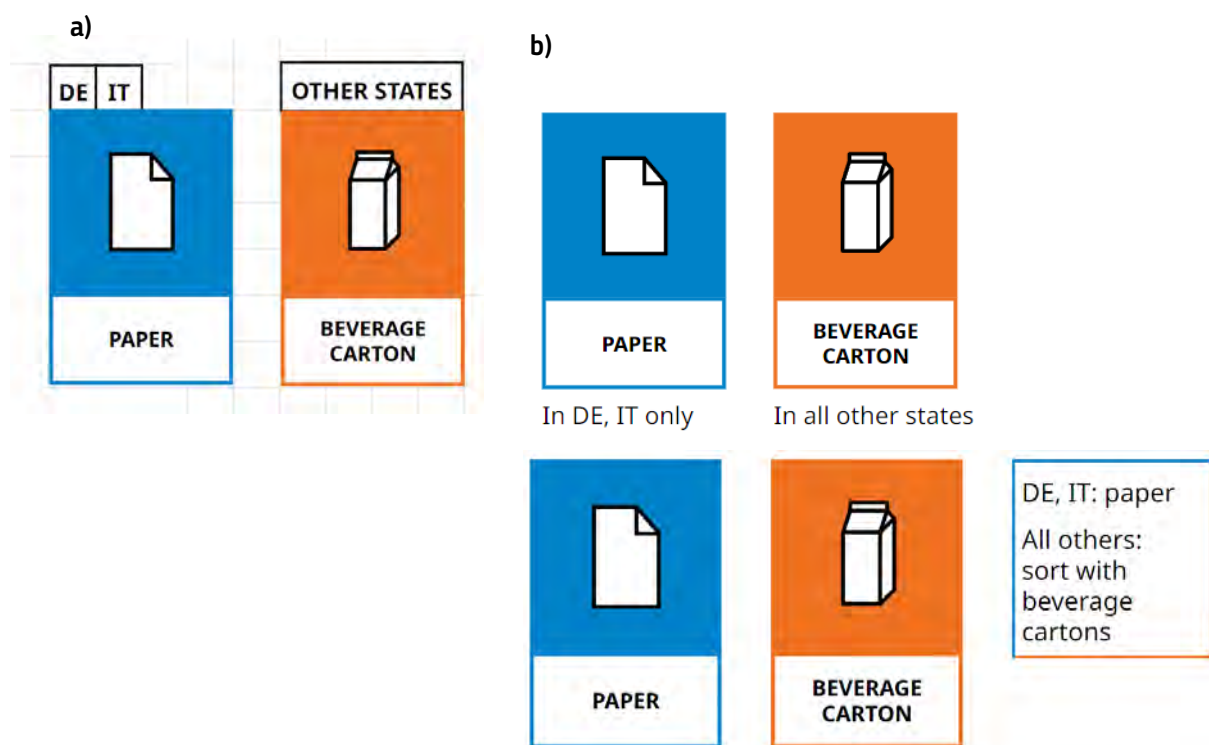 a)
DE IT
OTHER STATES
PAPER
BEVERAGE
CARTON
b)
PAPER
BEVERAGE
CARTON
In DE, IT only
In all other states
PAPER
BEVERAGE
CARTON
DE, IT: paper
All others:
sort with
beverage
cartons